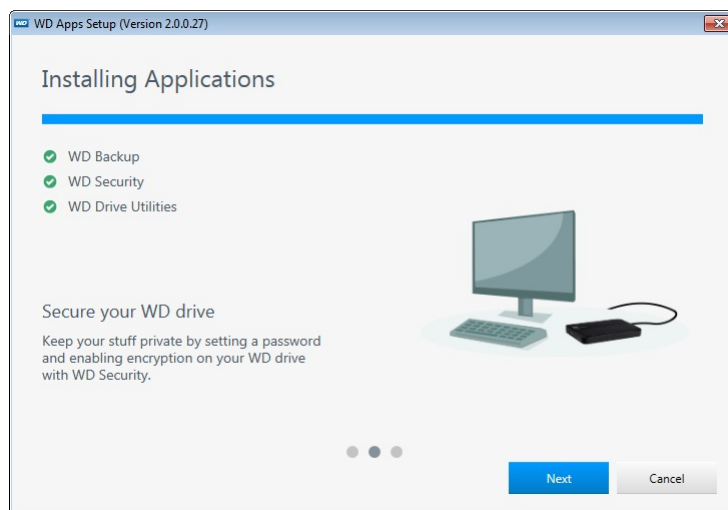 WD WD Apps Setup (Version 2.0.0.27)
Installing Applications
WD Backup
WD Security
WD Drive Utilities
Secure your WD drive
Keep your stuff private by setting a password
and enabling encryption on your WD drive
with WD Security.
Next Cancel